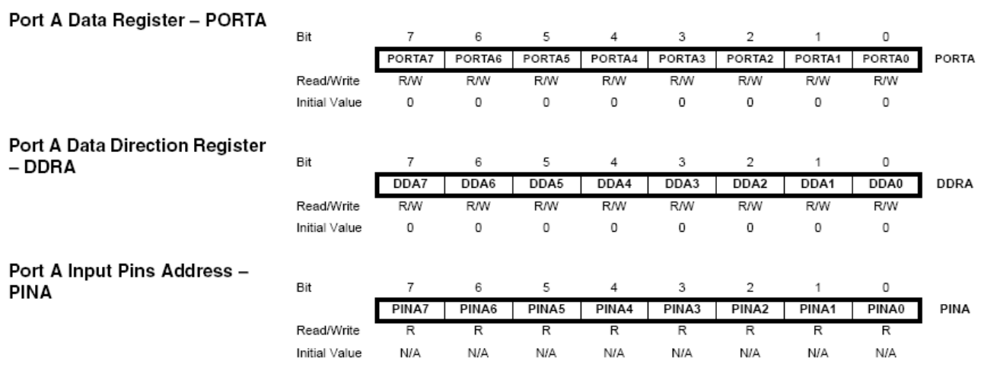 Port A Data Register – PORTA
Bit 7 6 5 4 3 2 1 0
PORTA7 PORTA6 PORTA5 PORTA4 PORTA3 PORTA2 PORTA1 PORTA0 PORTA
Read/Write R/W R/W R/W R/W R/W R/W R/W R/W
Initial Value 0 0 0 0 0 0 0 0
Port A Data Direction Register
– DDRA
Bit 7 6 5 4 3 2 1 0
DDA7 DDA6 DDA5 DDA4 DDA3 DDA2 DDA1 DDA0 DDRA
Read/Write R/W R/W R/W R/W R/W R/W R/W R/W
Initial Value 0 0 0 0 0 0 0 0
Port A Input Pins Address –
PINA
Bit 7 6 5 4 3 2 1 0
PINA7 PINA6 PINA5 PINA4 PINA3 PINA2 PINA1 PINA0 PINA
Read/Write R R R R R R R R
Initial Value N/A N/A N/A N/A N/A N/A N/A N/A